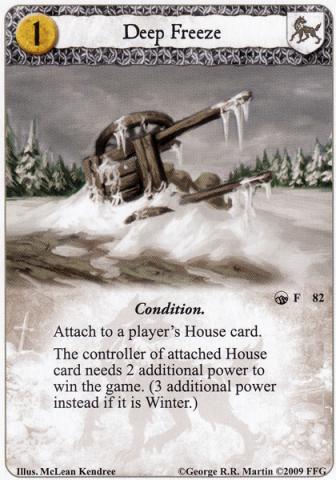 1
Deep Freeze
F 82
Condition.
Attach to a player's House card.
The controller of attached House
card needs 2 additional power to
win the game. (3 additional power
instead if it is Winter.)
Illus. McLean Kendree ©George R.R. Martin ©2009 FFG